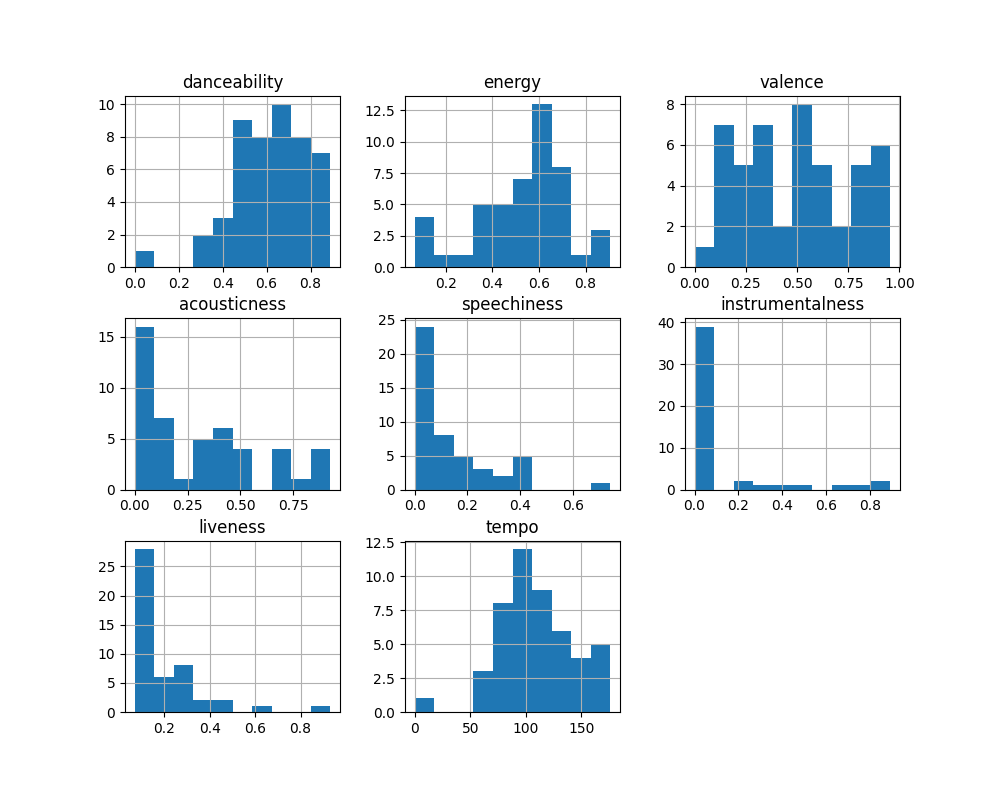 danceability
10
8
6
4
2
0
0.0 0.2 0.4 0.6 0.8
energy
12.5
10.0
7.5
5.0
2.5
0.0
0.2 0.4 0.6 0.8
valence
8
6
4
2
0
0.00 0.25 0.50 0.75 1.00
acousticness
15
10
5
0
0.00 0.25 0.50 0.75
speechiness
25
20
15
10
5
0
0.0 0.2 0.4 0.6
instrumentalness
40
30
20
10
0
0.0 0.2 0.4 0.6 0.8
liveness
25
20
15
10
5
0
0.2 0.4 0.6 0.8
tempo
12.5
10.0
7.5
5.0
2.5
0.0
0 50 100 150